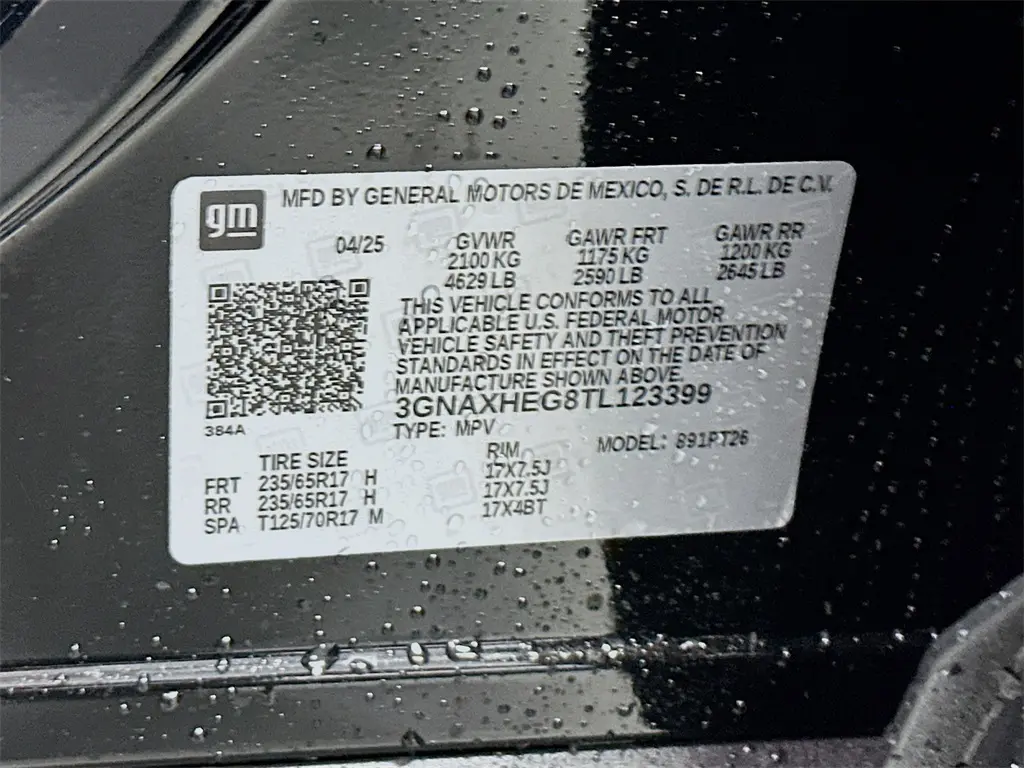 gm
MFD BY GENERAL MOTORS DE MEXICO, S. DE R.L. DE C.V.
04/25 GVWR GAWR FRT GAWR RR
2100 KG 1175 KG 1200 KG
4629 LB 2590 LB 2645 LB
THIS VEHICLE CONFORMS TO ALL
APPLICABLE U.S. FEDERAL MOTOR
VEHICLE SAFETY AND THEFT PREVENTION
STANDARDS IN EFFECT ON THE DATE OF
MANUFACTURE SHOWN ABOVE.
3GNAXHEG8TL123399
384A
TYPE: MPV MODEL: 891PT26
TIRE SIZE RIM
FRT 235/65R17 H 17X7.5J
RR 235/65R17 H 17X7.5J
SPA T125/70R17 M 17X4BT